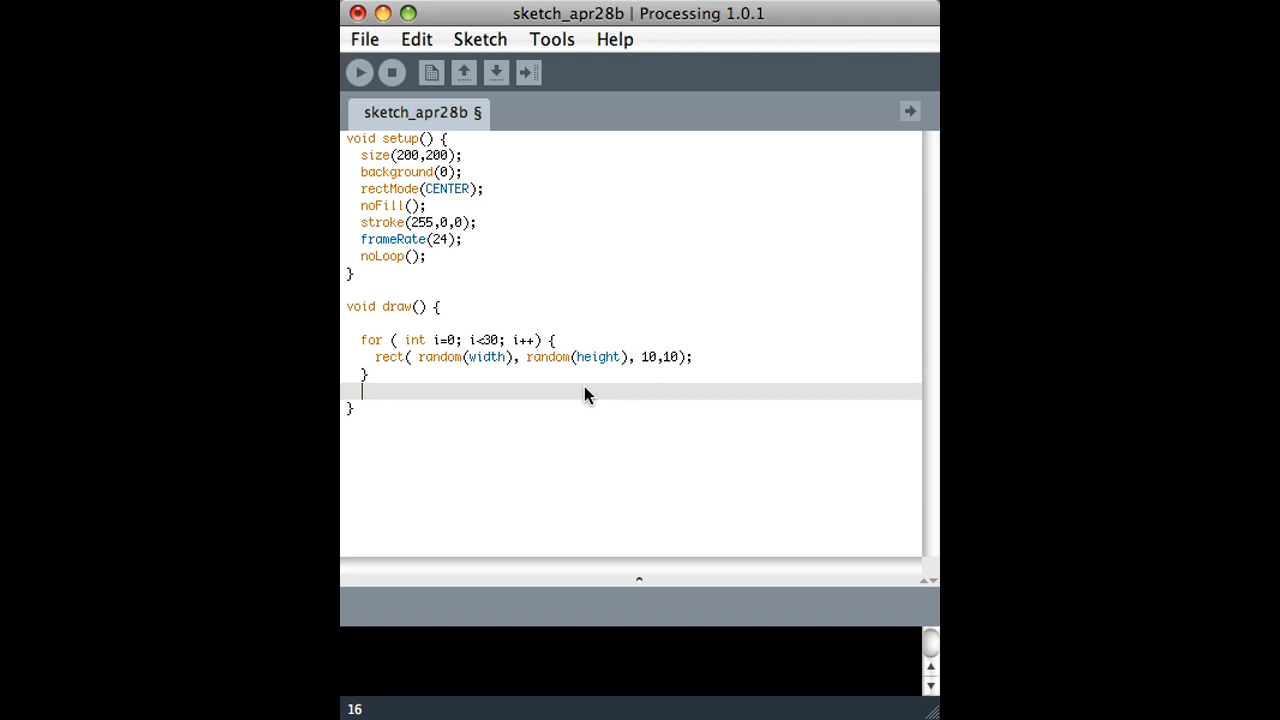 sketch_apr28b | Processing 1.0.1
File Edit Sketch Tools Help
sketch_apr28b §
void setup() {
  size(200,200);
  background(0);
  rectMode(CENTER);
  noFill();
  stroke(255,0,0);
  frameRate(24);
  noLoop();
}
void draw() {
  for ( int i=0; i<30; i++) {
    rect( random(width), random(height), 10,10);
  }
}
16